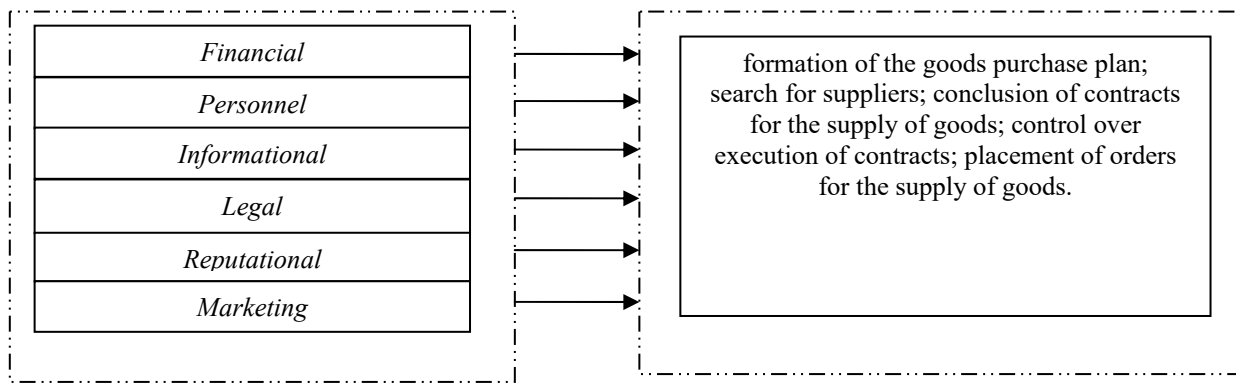 Financial
Personnel
Informational
Legal
Reputational
Marketing
formation of the goods purchase plan;
search for suppliers; conclusion of contracts
for the supply of goods; control over
execution of contracts; placement of orders
for the supply of goods.